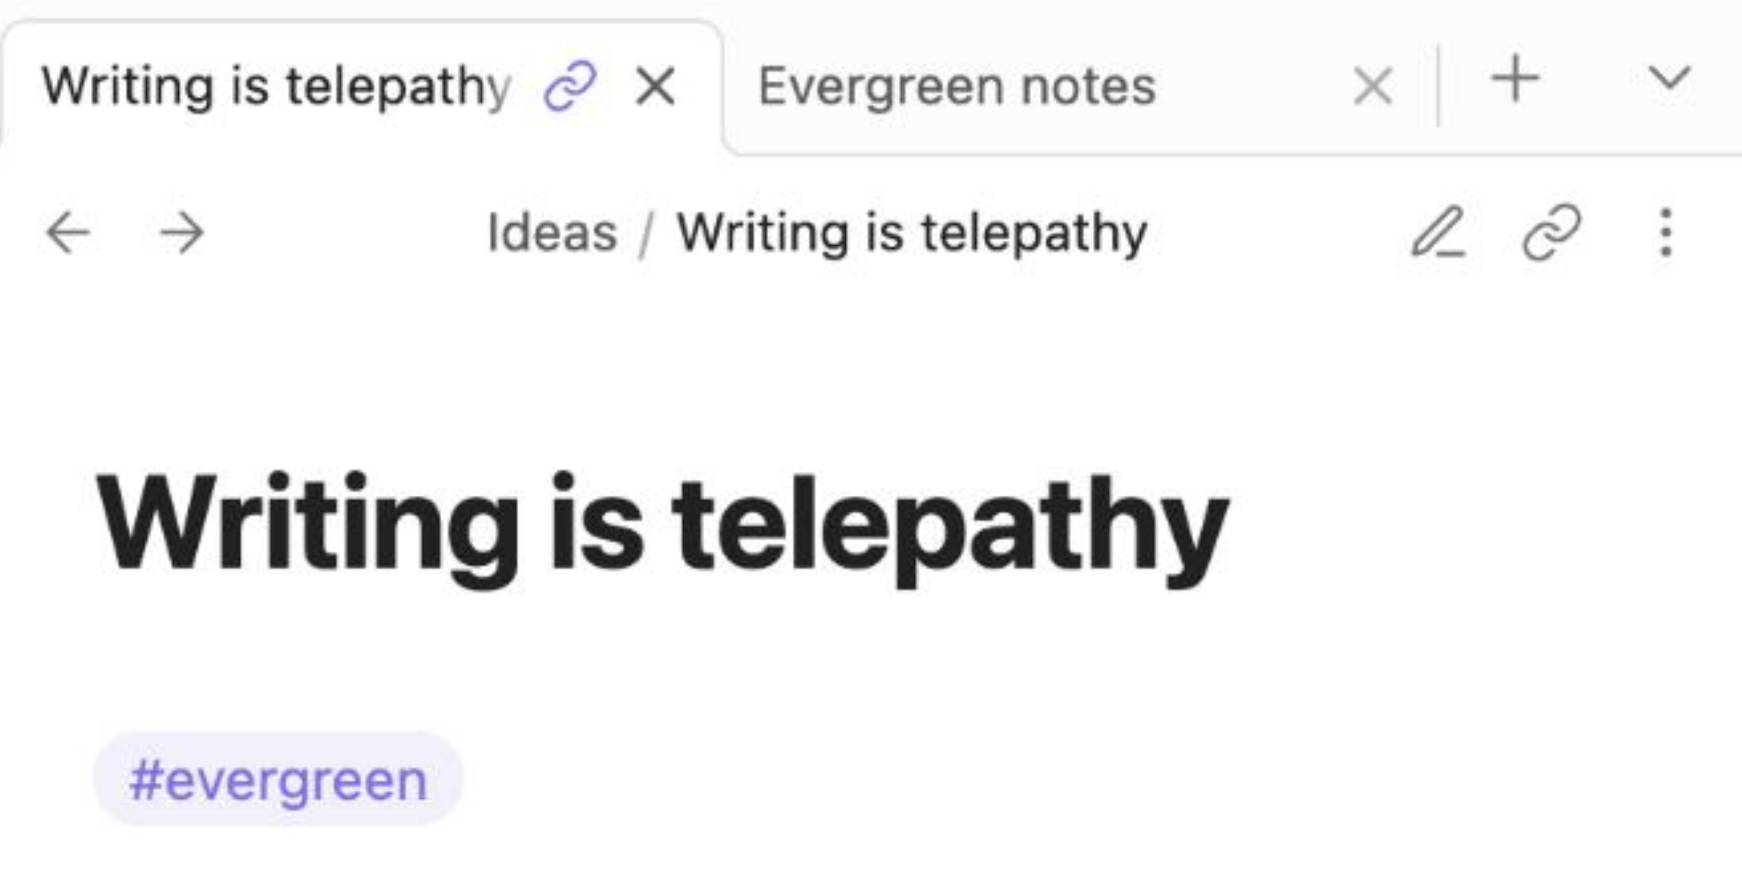 Writing is telepathy Evergreen notes
Ideas / Writing is telepathy
Writing is telepathy
#evergreen